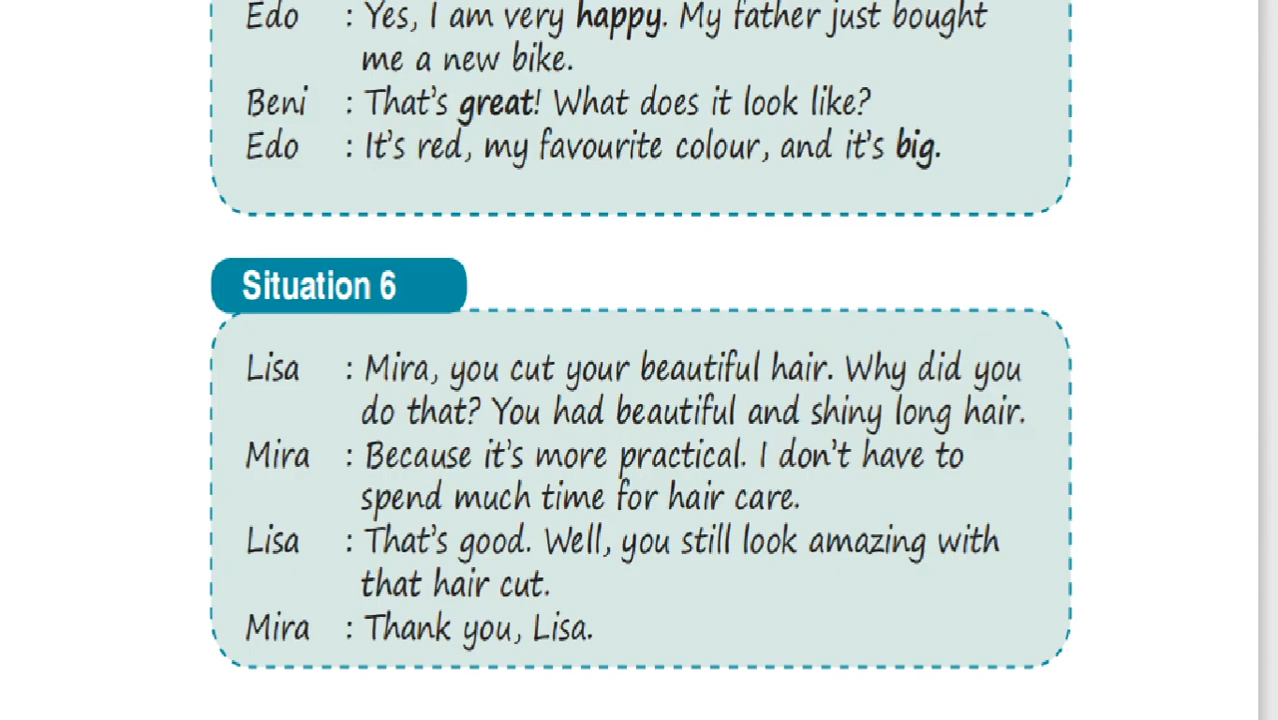 Edo : Yes, I am very happy. My father just bought
me a new bike.
Beni : That's great! What does it look like?
Edo : It's red, my favourite colour, and it's big.
Situation 6
Lisa : Mira, you cut your beautiful hair. Why did you
do that? You had beautiful and shiny long hair.
Mira : Because it's more practical. I don't have to
spend much time for hair care.
Lisa : That's good. Well, you still look amazing with
that hair cut.
Mira : Thank you, Lisa.